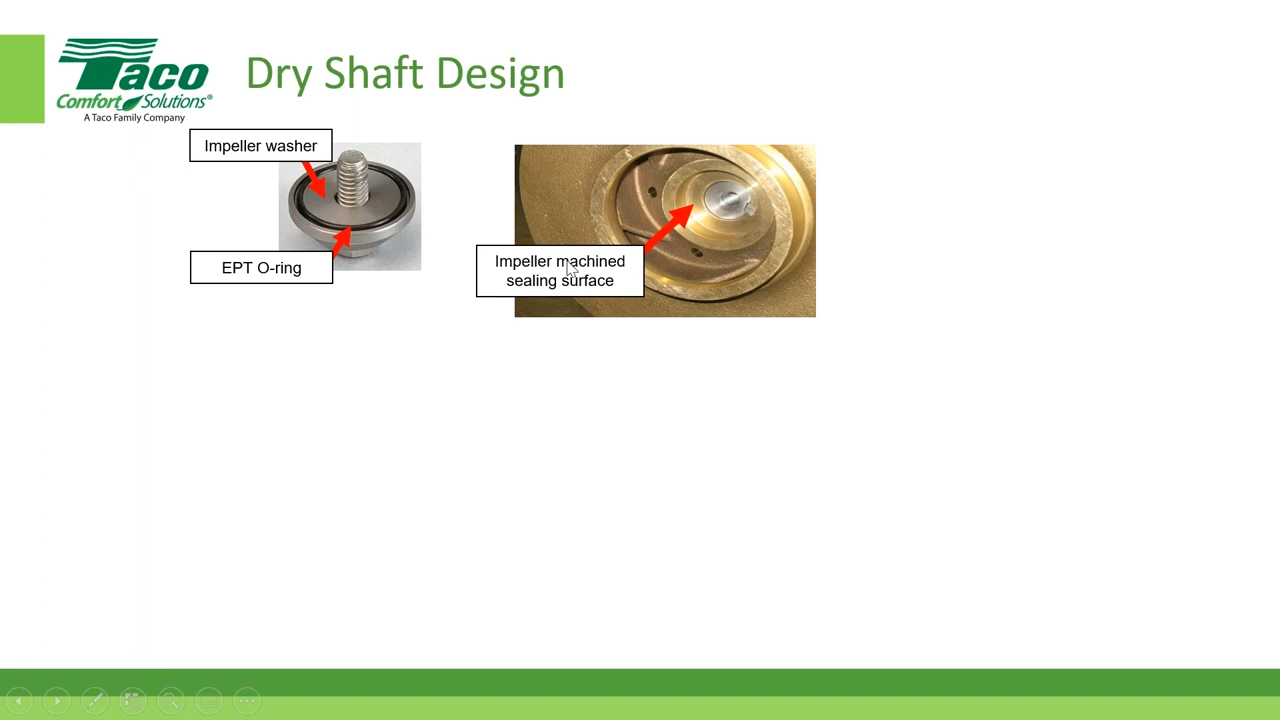 Taco
Comfort Solutions®
A Taco Family Company
Dry Shaft Design
Impeller washer
EPT O-ring
Impeller machined
sealing surface